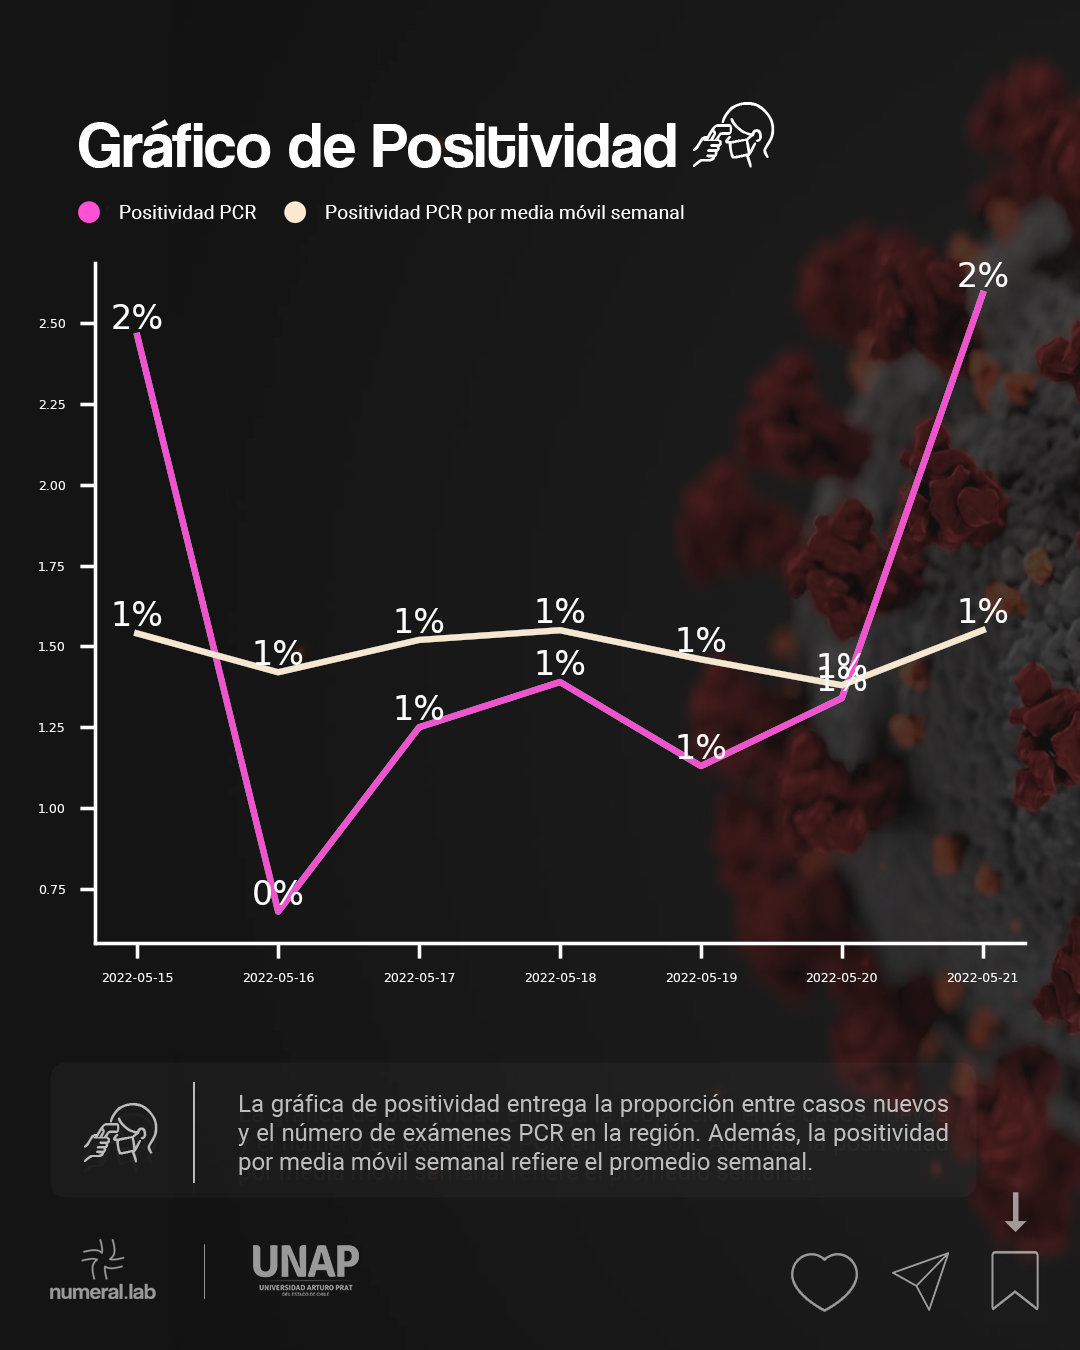 Gráfico de Positividad
Positividad PCR
Positividad PCR por media móvil semanal
2.50
2.25
2.00
1.75
1.50
1.25
1.00
0.75
2%
0%
1%
1%
1%
1%
2%
1%
1%
1%
1%
1%
1%
1%
2022-05-15
2022-05-16
2022-05-17
2022-05-18
2022-05-19
2022-05-20
2022-05-21
La gráfica de positividad entrega la proporción entre casos nuevos
y el número de exámenes PCR en la región. Además, la positividad
por media móvil semanal refiere el promedio semanal.
numeral.lab
UNAP
UNIVERSIDAD ARTURO PRAT
DEL ESTADO DE CHILE